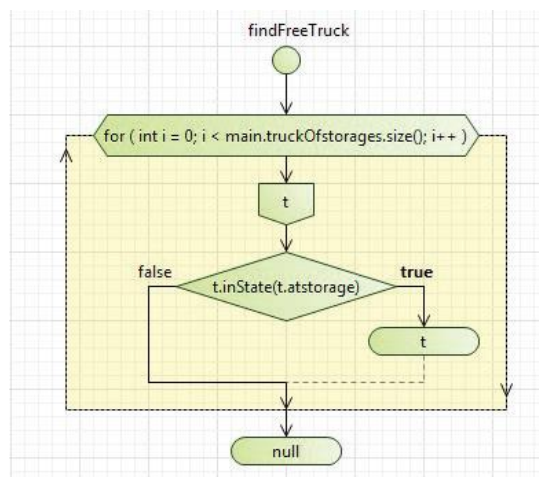 findFreeTruck
for ( int i = 0; i < main.truckOfstorages.size(); i++ )
t
false
true
t.inState(t.atstorage)
t
null